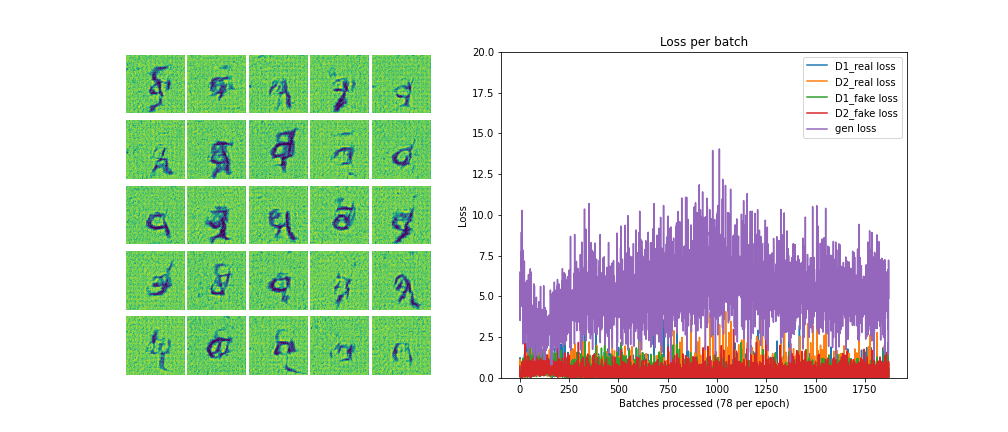 Loss per batch
20.0
17.5
15.0
12.5
10.0
7.5
5.0
2.5
0.0
Loss
D1_real loss
D2_real loss
D1_fake loss
D2_fake loss
gen loss
0 250 500 750 1000 1250 1500 1750
Batches processed (78 per epoch)